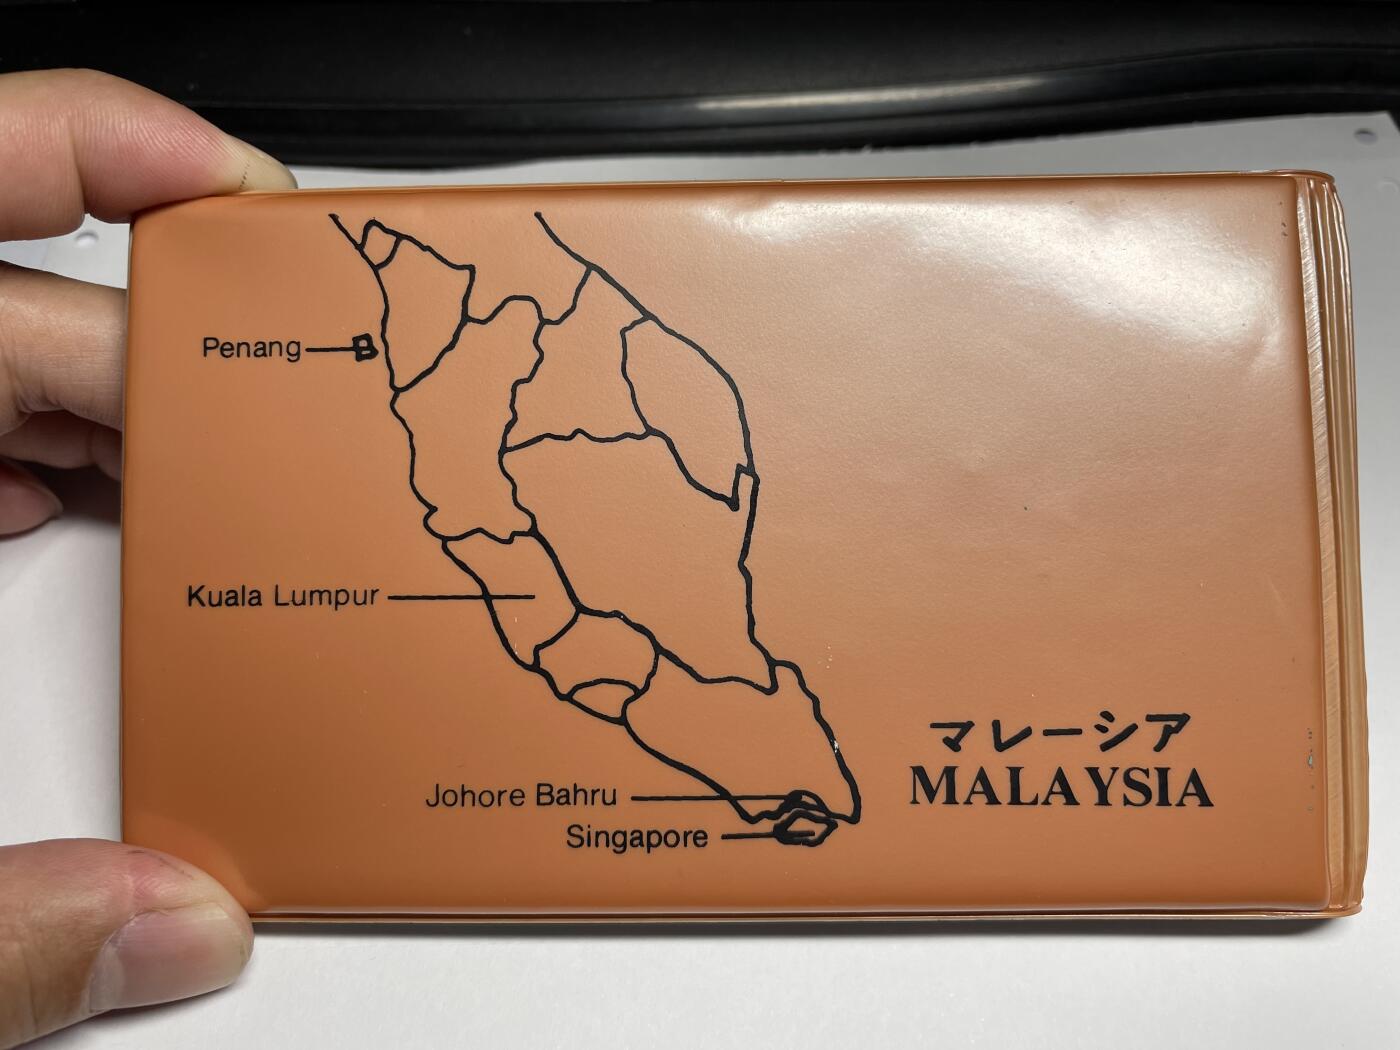 Penang
Kuala Lumpur
マレーシア
MALAYSIA
Johore Bahru
Singapore